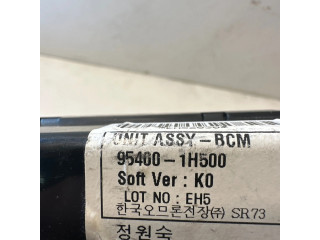 UNIT ASSY-BCM
95400-1H500
Soft Ver : K0
LOT NO : EH5
한국오므론전장(주) SR73
정원숙